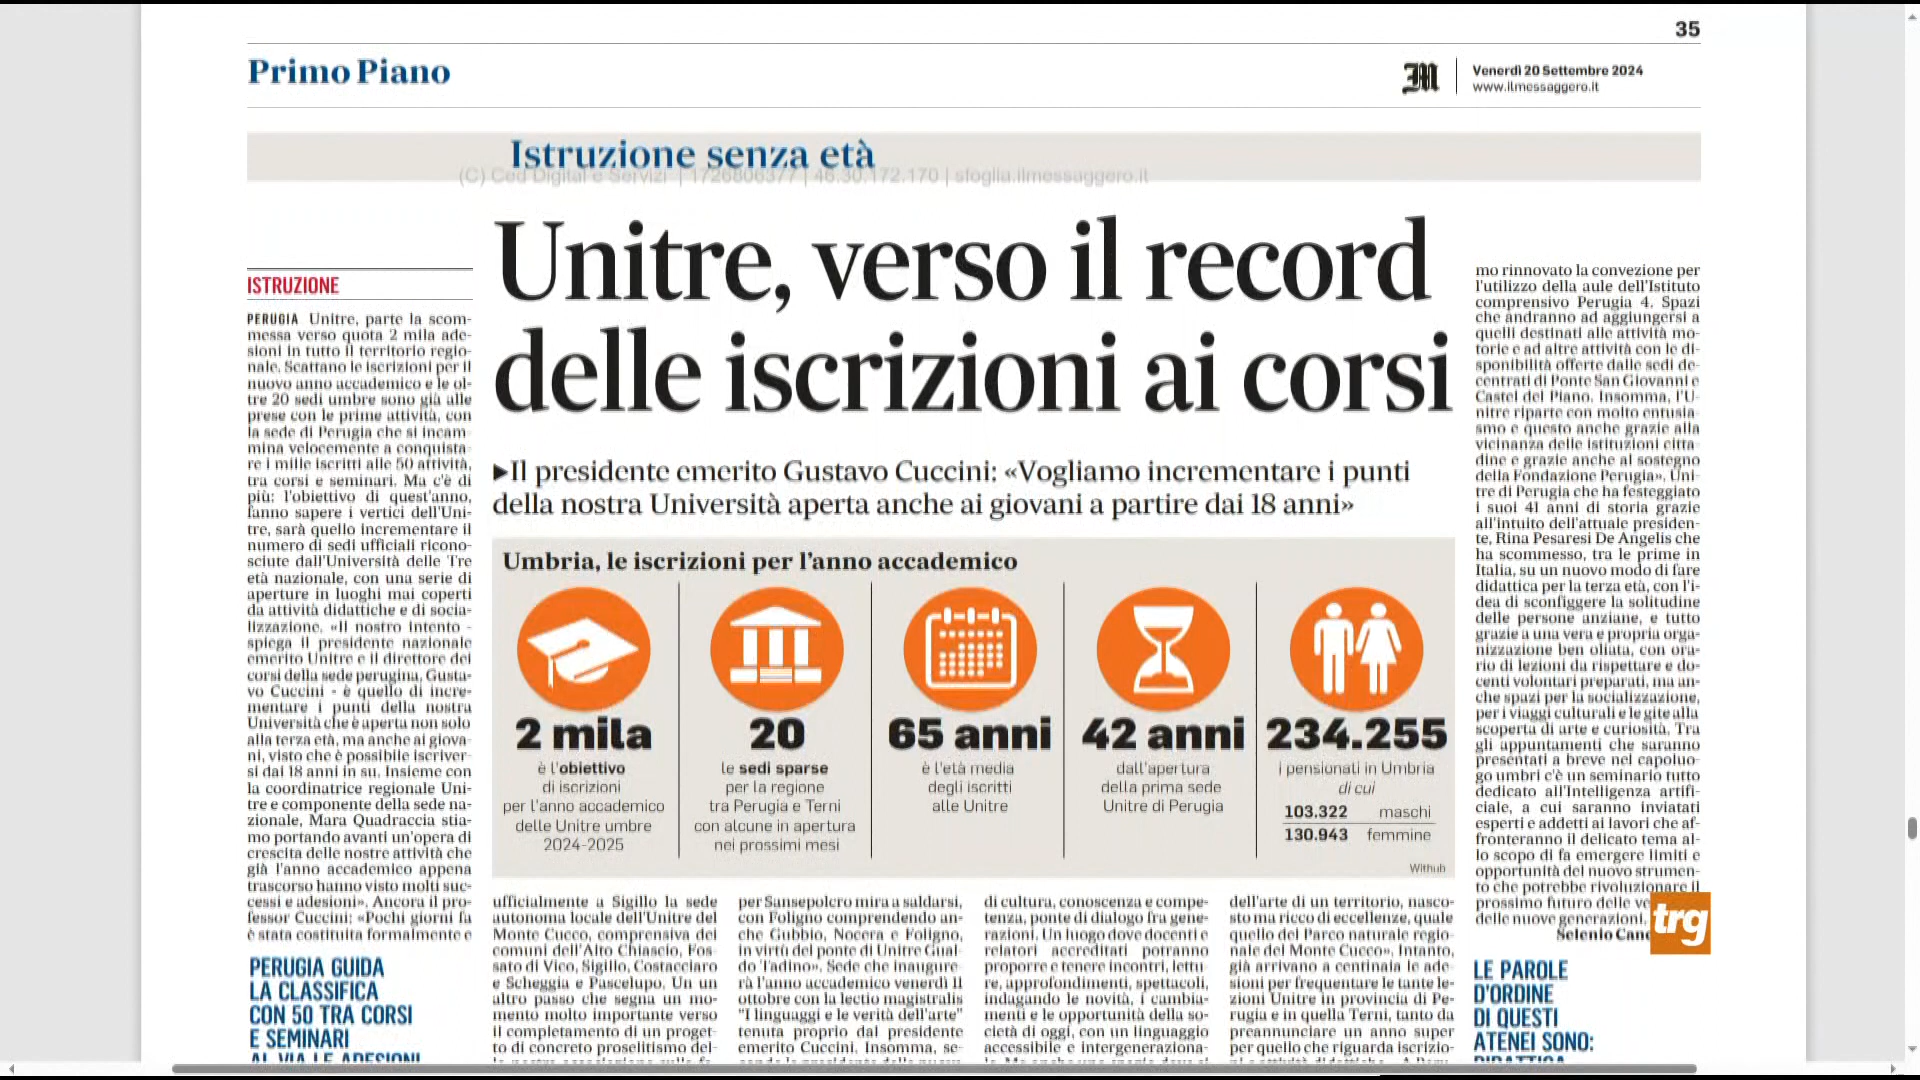 35
Primo Piano
M
Venerdì 20 Settembre 2024
www.ilmessaggero.it
Istruzione senza età
(C) Ced Digital e Servizi | 1726806377 | 46.30.172.170 | sfoglia.ilmessaggero.it
Unitre, verso il record
delle iscrizioni ai corsi
►Il presidente emerito Gustavo Cuccini: «Vogliamo incrementare i punti
della nostra Università aperta anche ai giovani a partire dai 18 anni»
ISTRUZIONE
PERUGIA Unitre, parte la scom-
messa verso quota 2 mila ade-
sioni in tutto il territorio regio-
nale. Scattano le iscrizioni per il
nuovo anno accademico e le ol-
tre 20 sedi umbre sono già alle
prese con le prime attività, con
la sede di Perugia che si incam-
mina velocemente a conquista-
re i mille iscritti alle 50 attività,
tra corsi e seminari. Ma c'è di
più: l'obiettivo di quest'anno,
fanno sapere i vertici dell'Uni-
tre, sarà quello incrementare il
numero di sedi ufficiali ricono-
sciute dall'Università delle Tre
età nazionale, con una serie di
aperture in luoghi mai coperti
da attività didattiche e di socia-
lizzazione. «Il nostro intento -
spiega il presidente nazionale
emerito Unitre e il direttore dei
corsi della sede perugina, Gusta-
vo Cuccini - è quello di incre-
mentare i punti della nostra
Università che è aperta non solo
alla terza età, ma anche ai giova-
ni, visto che è possibile iscriver-
si dai 18 anni in su. Insieme con
la coordinatrice regionale Uni-
tre e componente della sede na-
zionale, Mara Quadraccia stia-
mo portando avanti un'opera di
crescita delle nostre attività che
già l'anno accademico appena
trascorso hanno visto molti suc-
cessi e adesioni». Ancora il pro-
fessor Cuccini: «Pochi giorni fa
è stata costituita formalmente e
PERUGIA GUIDA
LA CLASSIFICA
CON 50 TRA CORSI
E SEMINARI
AL VIA LE ADESIONI
Umbria, le iscrizioni per l'anno accademico
2 mila
è l'obiettivo
di iscrizioni
per l'anno accademico
delle Unitre umbre
2024-2025
20
le sedi sparse
per la regione
tra Perugia e Terni
con alcune in apertura
nei prossimi mesi
65 anni
è l'età media
degli iscritti
alle Unitre
42 anni
dall'apertura
della prima sede
Unitre di Perugia
234.255
i pensionati in Umbria
di cui
103.322 maschi
130.943 femmine
Withub
ufficialmente a Sigillo la sede
autonoma locale dell'Unitre del
Monte Cucco, comprensiva dei
comuni dell'Alto Chiascio, Fos-
sato di Vico, Sigillo, Costacciaro
e Scheggia e Pascelupo. Un un
altro passo che segna un mo-
mento molto importante verso
il completamento di un proget-
to di concreto proselitismo del-
per Sansepolcro mira a saldarsi,
con Foligno comprendendo an-
che Gubbio, Nocera e Foligno,
in virtù del ponte di Unitre Gual-
do Tadino». Sede che inaugure-
rà l'anno accademico venerdì 11
ottobre con la lectio magistralis
"I linguaggi e le verità dell'arte"
tenuta proprio dal presidente
emerito Cuccini. Insomma, se-
di cultura, conoscenza e compe-
tenza, ponte di dialogo fra gene-
razioni. Un luogo dove docenti e
relatori accreditati potranno
proporre e tenere incontri, lettu-
re, approfondimenti, spettacoli,
indagando le novità, i cambia-
menti e le opportunità della so-
cietà di oggi, con un linguaggio
accessibile e intergeneraziona-
dell'arte di un territorio, nasco-
sto ma ricco di eccellenze, quale
quello del Parco naturale regio-
nale del Monte Cucco». Intanto,
già arrivano a centinaia le ade-
sioni per frequentare le tante le-
zioni Unitre in provincia di Pe-
rugia e in quella Terni, tanto da
preannunciare un anno super
per quello che riguarda iscrizio-
mo rinnovato la convezione per
l'utilizzo della aule dell'Istituto
comprensivo Perugia 4. Spazi
che andranno ad aggiungersi a
quelli destinati alle attività mo-
torie e ad altre attività con le di-
sponibilità offerte dalle sedi de-
centrati di Ponte San Giovanni e
Castel del Piano. Insomma, l'U-
nitre riparte con molto entusia-
smo e questo anche grazie alla
vicinanza delle istituzioni citta-
dine e grazie anche al sostegno
della Fondazione Perugia». Uni-
tre di Perugia che ha festeggiato
i suoi 41 anni di storia grazie
all'intuito dell'attuale presiden-
te, Rina Pesaresi De Angelis che
ha scommesso, tra le prime in
Italia, su un nuovo modo di fare
didattica per la terza età, con l'i-
dea di sconfiggere la solitudine
delle persone anziane, e tutto
grazie a una vera e propria orga-
nizzazione ben oliata, con ora-
rio di lezioni da rispettare e do-
centi volontari preparati, ma an-
che spazi per la socializzazione,
per i viaggi culturali e le gite alla
scoperta di arte e curiosità. Tra
gli appuntamenti che saranno
presentati a breve nel capoluo-
go umbri c'è un seminario tutto
dedicato all'Intelligenza artifi-
ciale, a cui saranno inviatati
esperti e addetti ai lavori che af-
fronteranno il delicato tema al-
lo scopo di fa emergere limiti e
opportunità del nuovo strumen-
to che potrebbe rivoluzionare il
prossimo futuro delle ve
delle nuove generazioni.
Selenio Cane
trg
LE PAROLE
D'ORDINE
DI QUESTI
ATENEI SONO:
DIDATTICA